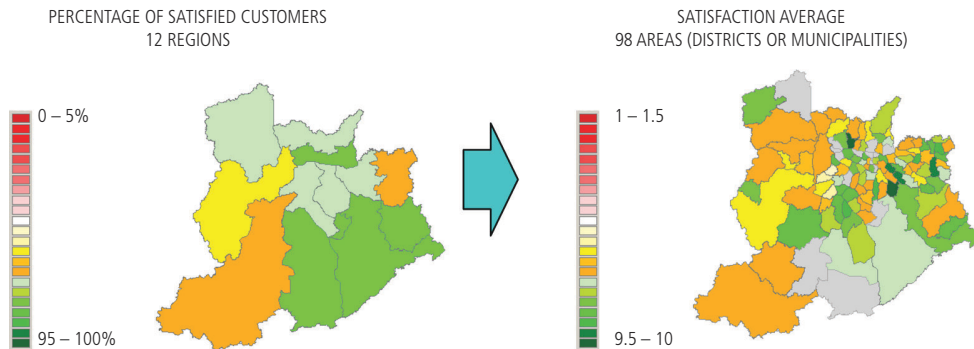 PERCENTAGE OF SATISFIED CUSTOMERS
12 REGIONS
0 – 5%
95 – 100%
SATISFACTION AVERAGE
98 AREAS (DISTRICTS OR MUNICIPALITIES)
1 – 1.5
9.5 – 10